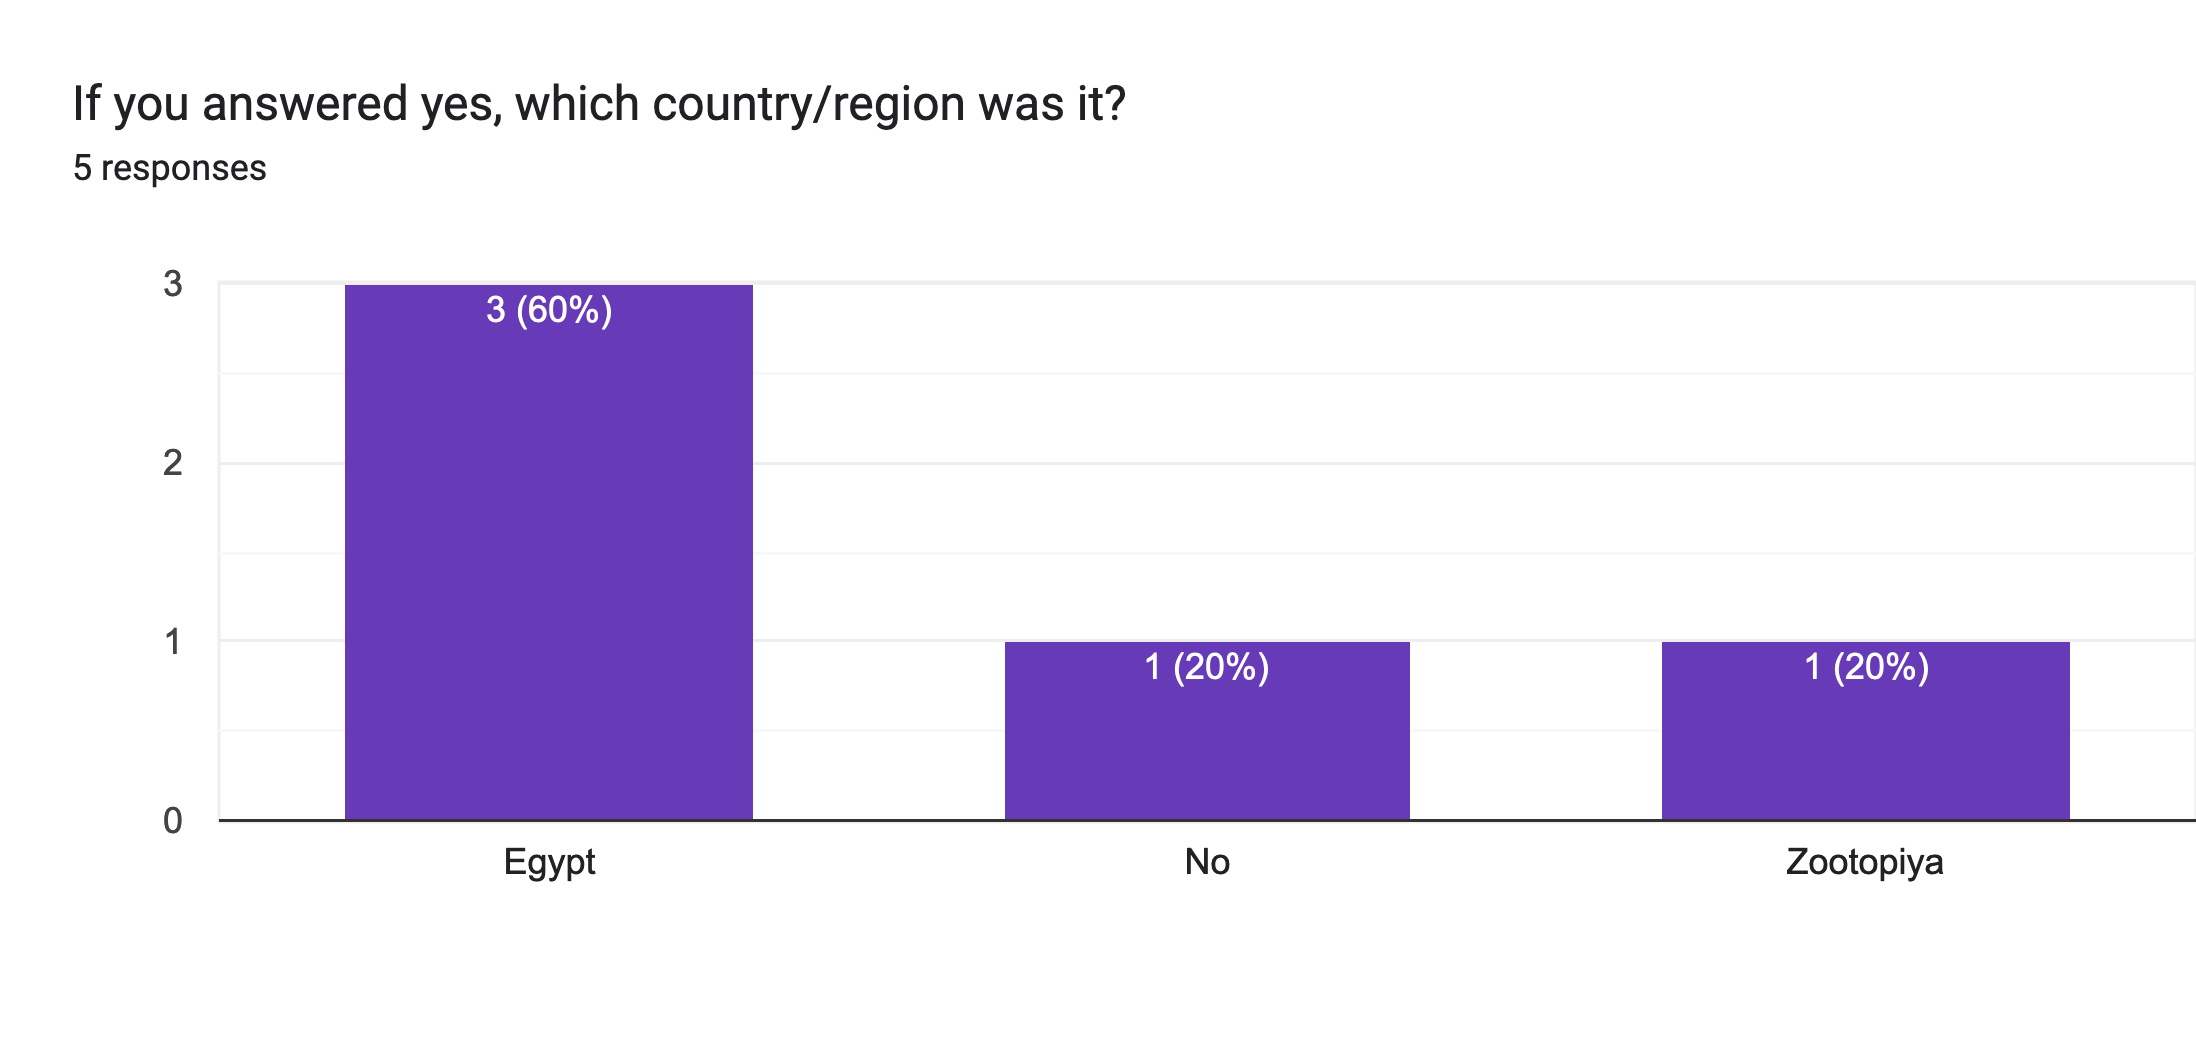 If you answered yes, which country/region was it?
5 responses
3
3 (60%)
2
1
1 (20%)
1 (20%)
0
Egypt
No
Zootopiya